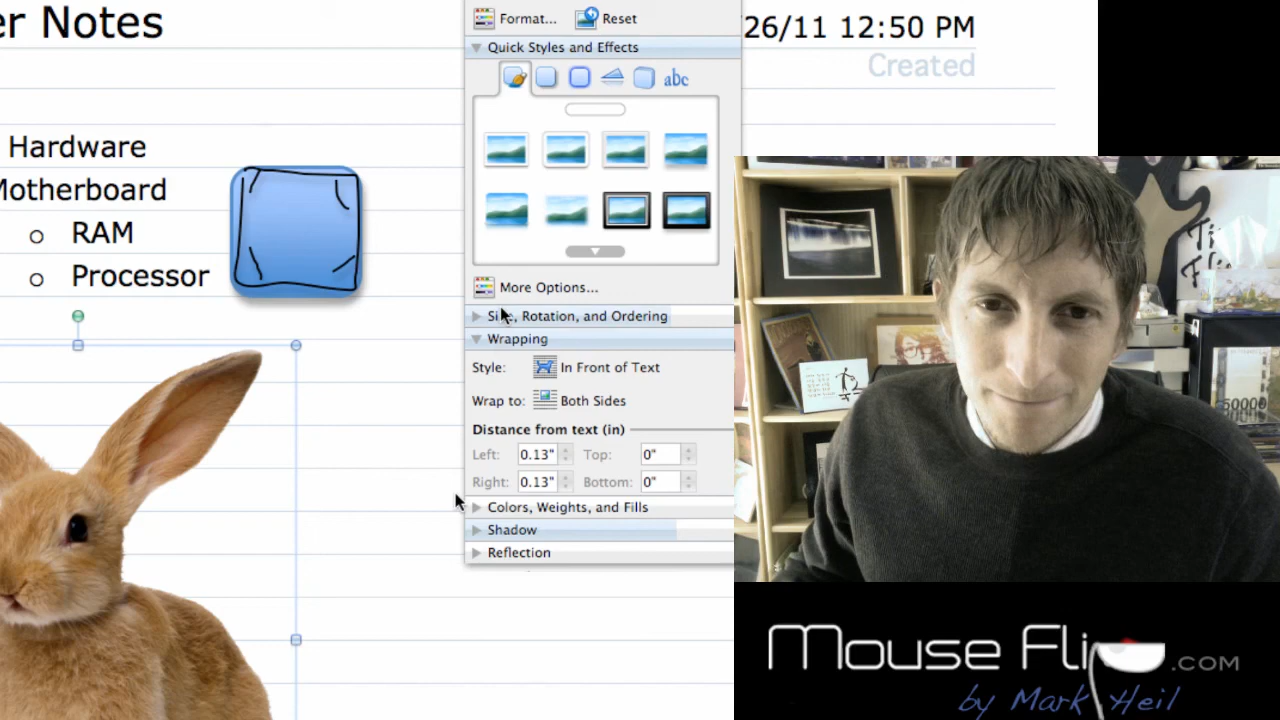 er Notes
Hardware
Motherboard
RAM
Processor
Format... Reset
Quick Styles and Effects
abc
More Options...
Rotation, and Ordering
Wrapping
Style: In Front of Text
Wrap to: Both Sides
Distance from text (in)
Left: 0.13" Top: 0"
Right: 0.13" Bottom: 0"
Colors, Weights, and Fills
Shadow
Reflection
/26/11 12:50 PM
Created
50000
Mouse Flip.com
by Mark Heil